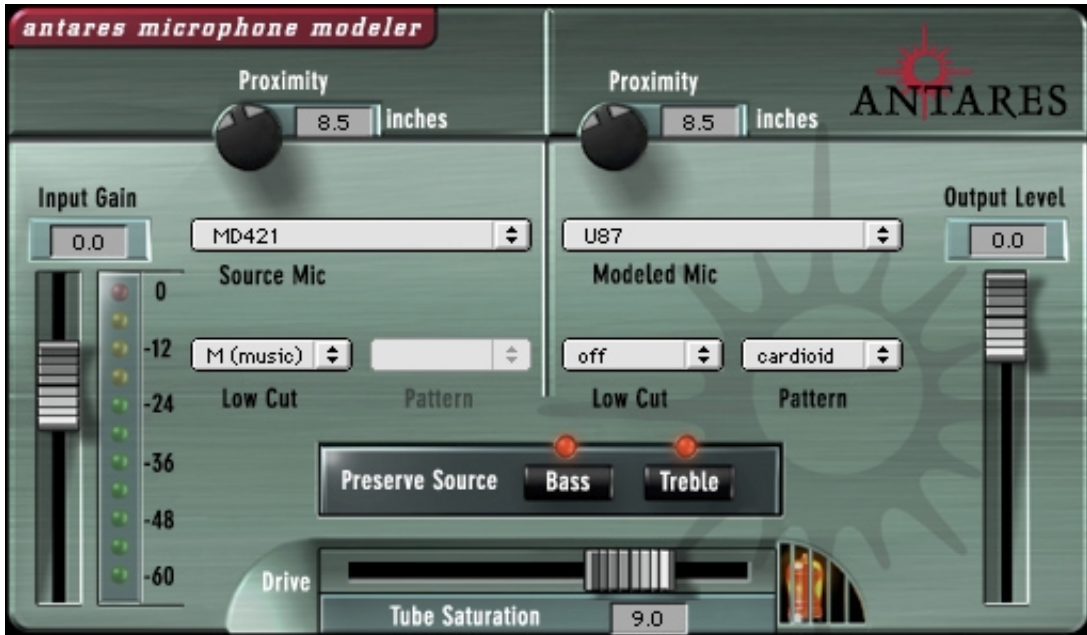 antares microphone modeler
Proximity
8.5 inches
Proximity
8.5 inches
ANTARES
Input Gain
0.0
MD421
Source Mic
U87
Modeled Mic
Output Level
0.0
0
-12
-24
-36
-48
-60
M (music)
Low Cut
Pattern
off
Low Cut
cardioid
Pattern
Preserve Source Bass Treble
Drive
Tube Saturation 9.0